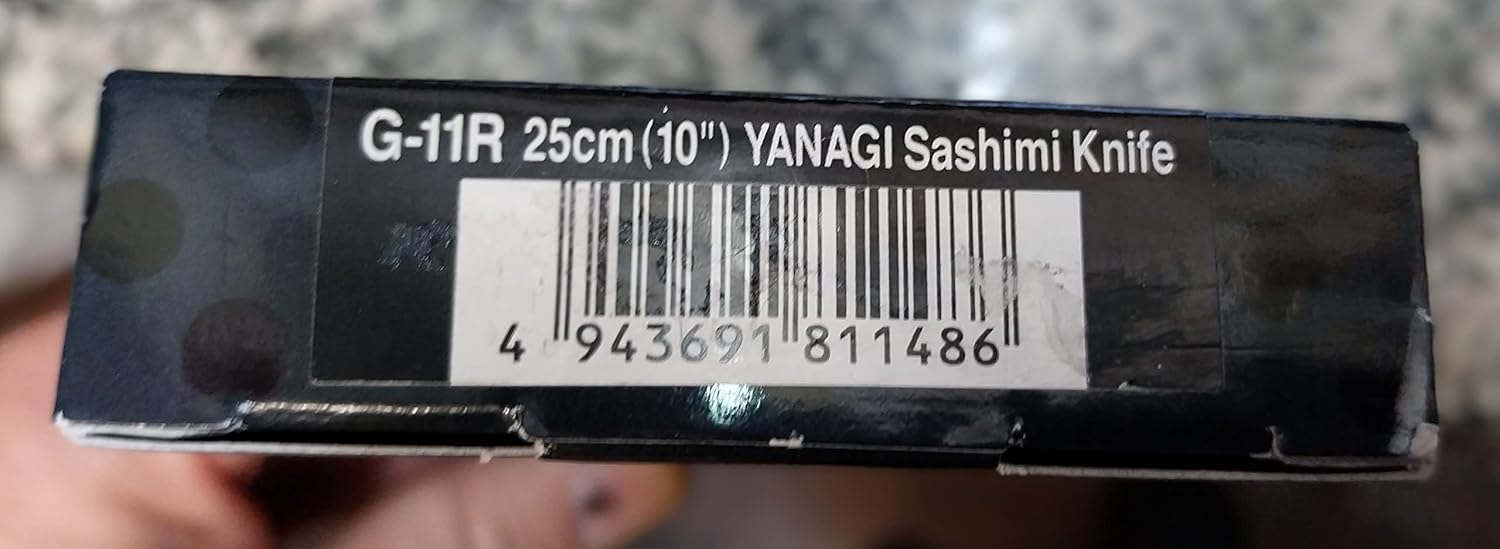 G-11R 25cm(10") YANAGI Sashimi Knife
4 943691 811486